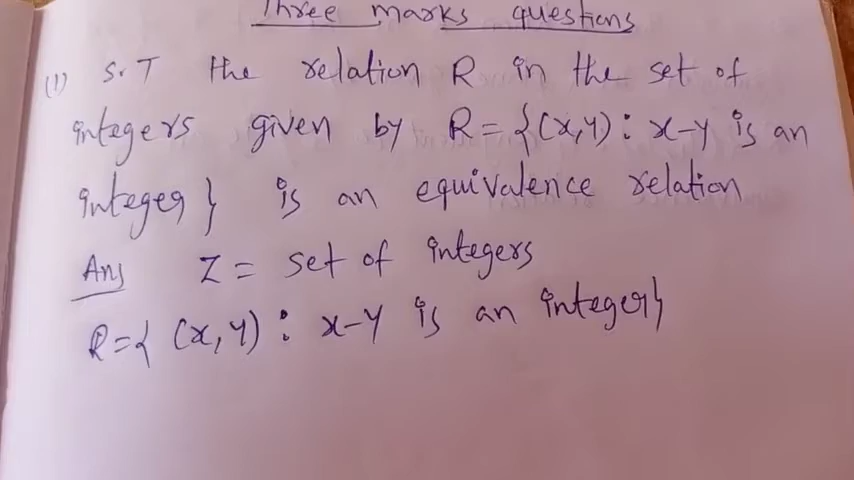 Three marks questions
(1) S.T the relation R in the set of
integers given by R={(x,y): x-y is an
integer} is an equivalence relation
Ans Z= set of integers
R={ (x,y): x-y is an integer}